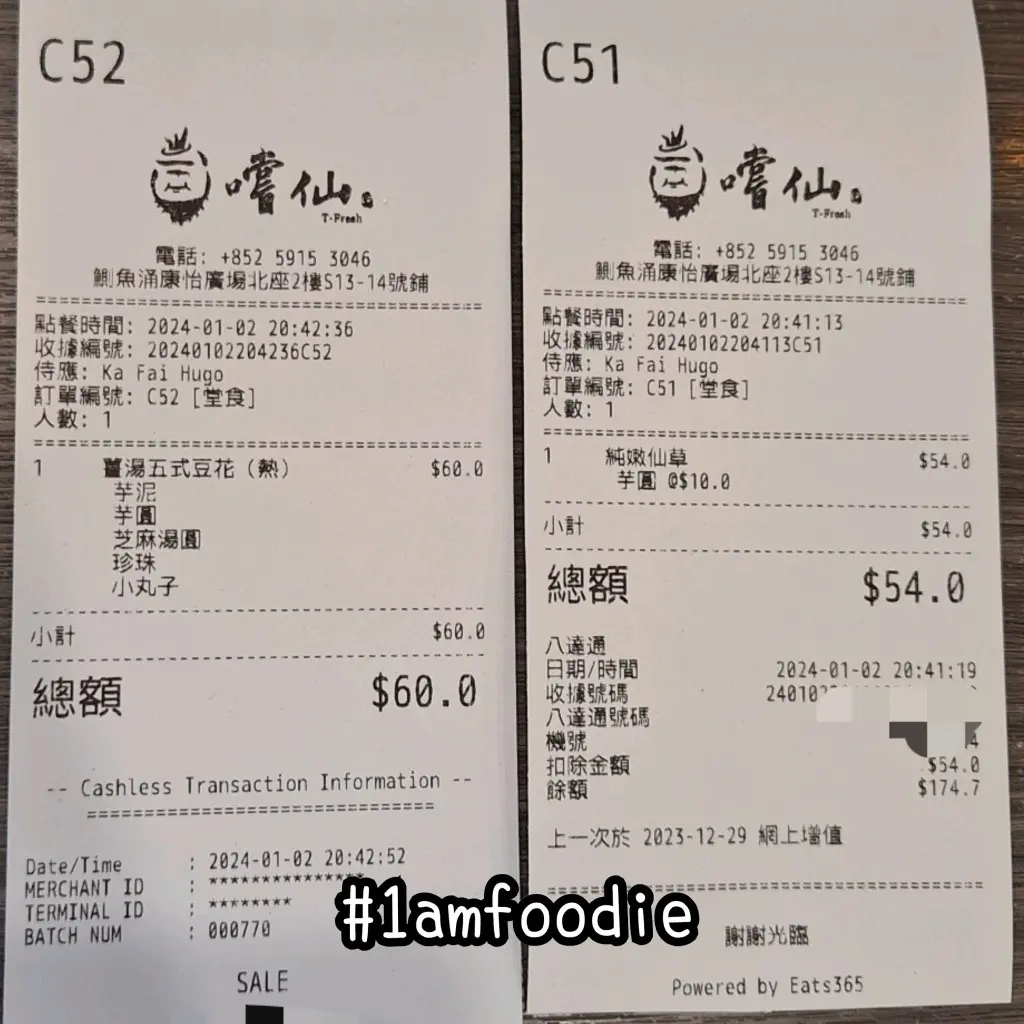 C52
嚐仙。
T-Fresh
電話: +852 5915 3046
鰂魚涌康怡廣場北座2樓S13-14號鋪
點餐時間: 2024-01-02 20:42:36
收據編號: 20240102204236C52
侍應: Ka Fai Hugo
訂單編號: C52 [堂食]
人數: 1
1 薑湯五式豆花（熱） $60.0
芋泥
芋圓
芝麻湯圓
珍珠
小丸子
小計 $60.0
總額 $60.0
-- Cashless Transaction Information --
Date/Time : 2024-01-02 20:42:52
MERCHANT ID : ***************
TERMINAL ID : ********
BATCH NUM : 000770
SALE
C51
嚐仙。
T-Fresh
電話: +852 5915 3046
鰂魚涌康怡廣場北座2樓S13-14號鋪
點餐時間: 2024-01-02 20:41:13
收據編號: 20240102204113C51
侍應: Ka Fai Hugo
訂單編號: C51 [堂食]
人數: 1
1 純嫩仙草 $54.0
芋圓 @$10.0
小計 $54.0
總額 $54.0
八達通
日期/時間 2024-01-02 20:41:19
收據號碼
八達通號碼
機號
扣除金額 $54.0
餘額 $174.7
上一次於 2023-12-29 網上增值
謝謝光臨
Powered by Eats365
#1amfoodie